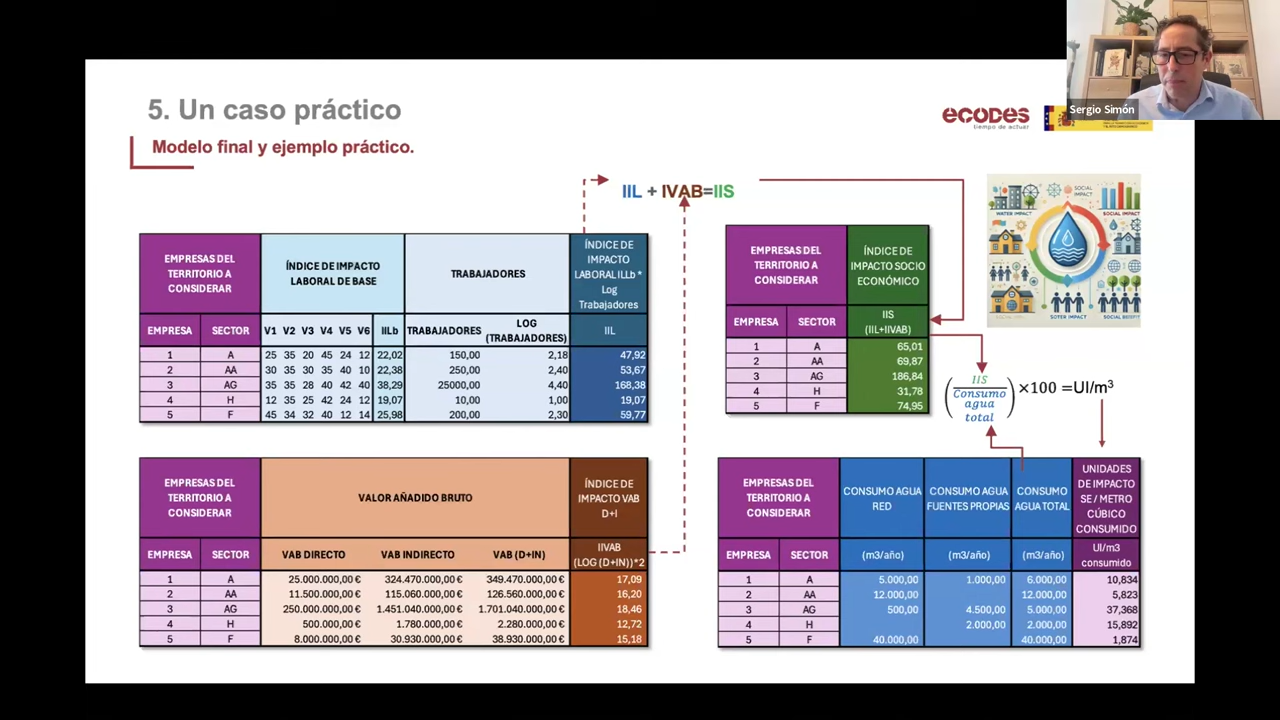 Sergio Simón
5. Un caso práctico
ecodes
tiempo de actuar
Modelo final y ejemplo práctico.
IIL + IVAB=IIS
EMPRESAS DEL TERRITORIO A CONSIDERAR
ÍNDICE DE IMPACTO LABORAL DE BASE
TRABAJADORES
ÍNDICE DE IMPACTO LABORAL ILLb * Log Trabajadores
EMPRESA SECTOR V1 V2 V3 V4 V5 V6 IILb TRABAJADORES LOG (TRABAJADORES) IIL
1 A 25 35 20 45 24 12 22,02 150,00 2,18 47,92
2 AA 30 35 30 35 40 10 22,38 250,00 2,40 53,67
3 AG 35 35 28 40 42 40 38,29 25000,00 4,40 168,38
4 H 12 35 25 42 24 12 19,07 10,00 1,00 19,07
5 F 45 34 32 40 12 14 25,98 200,00 2,30 59,77
EMPRESAS DEL TERRITORIO A CONSIDERAR
ÍNDICE DE IMPACTO SOCIO ECONÓMICO
EMPRESA SECTOR IIS (IIL+IIVAB)
1 A 65,01
2 AA 69,87
3 AG 186,84
4 H 31,78
5 F 74,95
WATER IMPACT
SOCIAL IMPACT
SOCIAL IMPACT
SOTER IMPACT
SOCIAL BENEFIT
(IIS / Consumo agua total) ×100 =UI/m³
EMPRESAS DEL TERRITORIO A CONSIDERAR
VALOR AÑADIDO BRUTO
ÍNDICE DE IMPACTO VAB D+I
EMPRESA SECTOR VAB DIRECTO VAB INDIRECTO VAB (D+IN) IIVAB (LOG (D+IN))*2
1 A 25.000.000,00 € 324.470.000,00 € 349.470.000,00 € 17,09
2 AA 11.500.000,00 € 115.060.000,00 € 126.560.000,00 € 16,20
3 AG 250.000.000,00 € 1.451.040.000,00 € 1.701.040.000,00 € 18,46
4 H 500.000,00 € 1.780.000,00 € 2.280.000,00 € 12,72
5 F 8.000.000,00 € 30.930.000,00 € 38.930.000,00 € 15,18
EMPRESAS DEL TERRITORIO A CONSIDERAR
CONSUMO AGUA RED
CONSUMO AGUA FUENTES PROPIAS
CONSUMO AGUA TOTAL
UNIDADES DE IMPACTO SE / METRO CÚBICO CONSUMIDO
EMPRESA SECTOR (m3/año) (m3/año) (m3/año) UI/m3 consumido
1 A 5.000,00 1.000,00 6.000,00 10,834
2 AA 12.000,00 12.000,00 5,823
3 AG 500,00 4.500,00 5.000,00 37,368
4 H 2.000,00 2.000,00 15,892
5 F 40.000,00 40.000,00 1,874